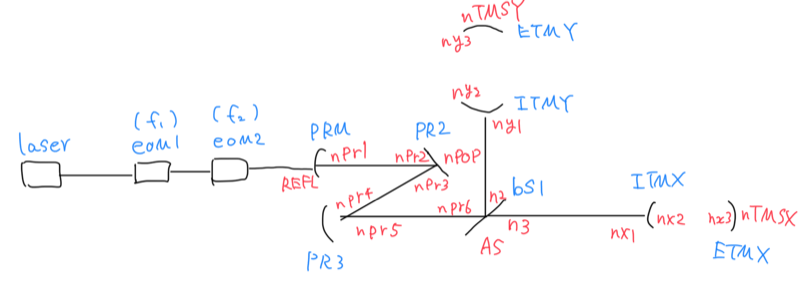 nTMSY
ny3 ETMY
ny2 ITMY
(f1) (f2)
laser eom1 eom2 PRM PR2 ny1
nPr1 nPr2 nPOP
REFL nPr3
nPr4 nPr6 n2 bS1 ITMX
nPr5 n3 nx1 nx2 nx3 nTMSX
PR3 AS ETMX